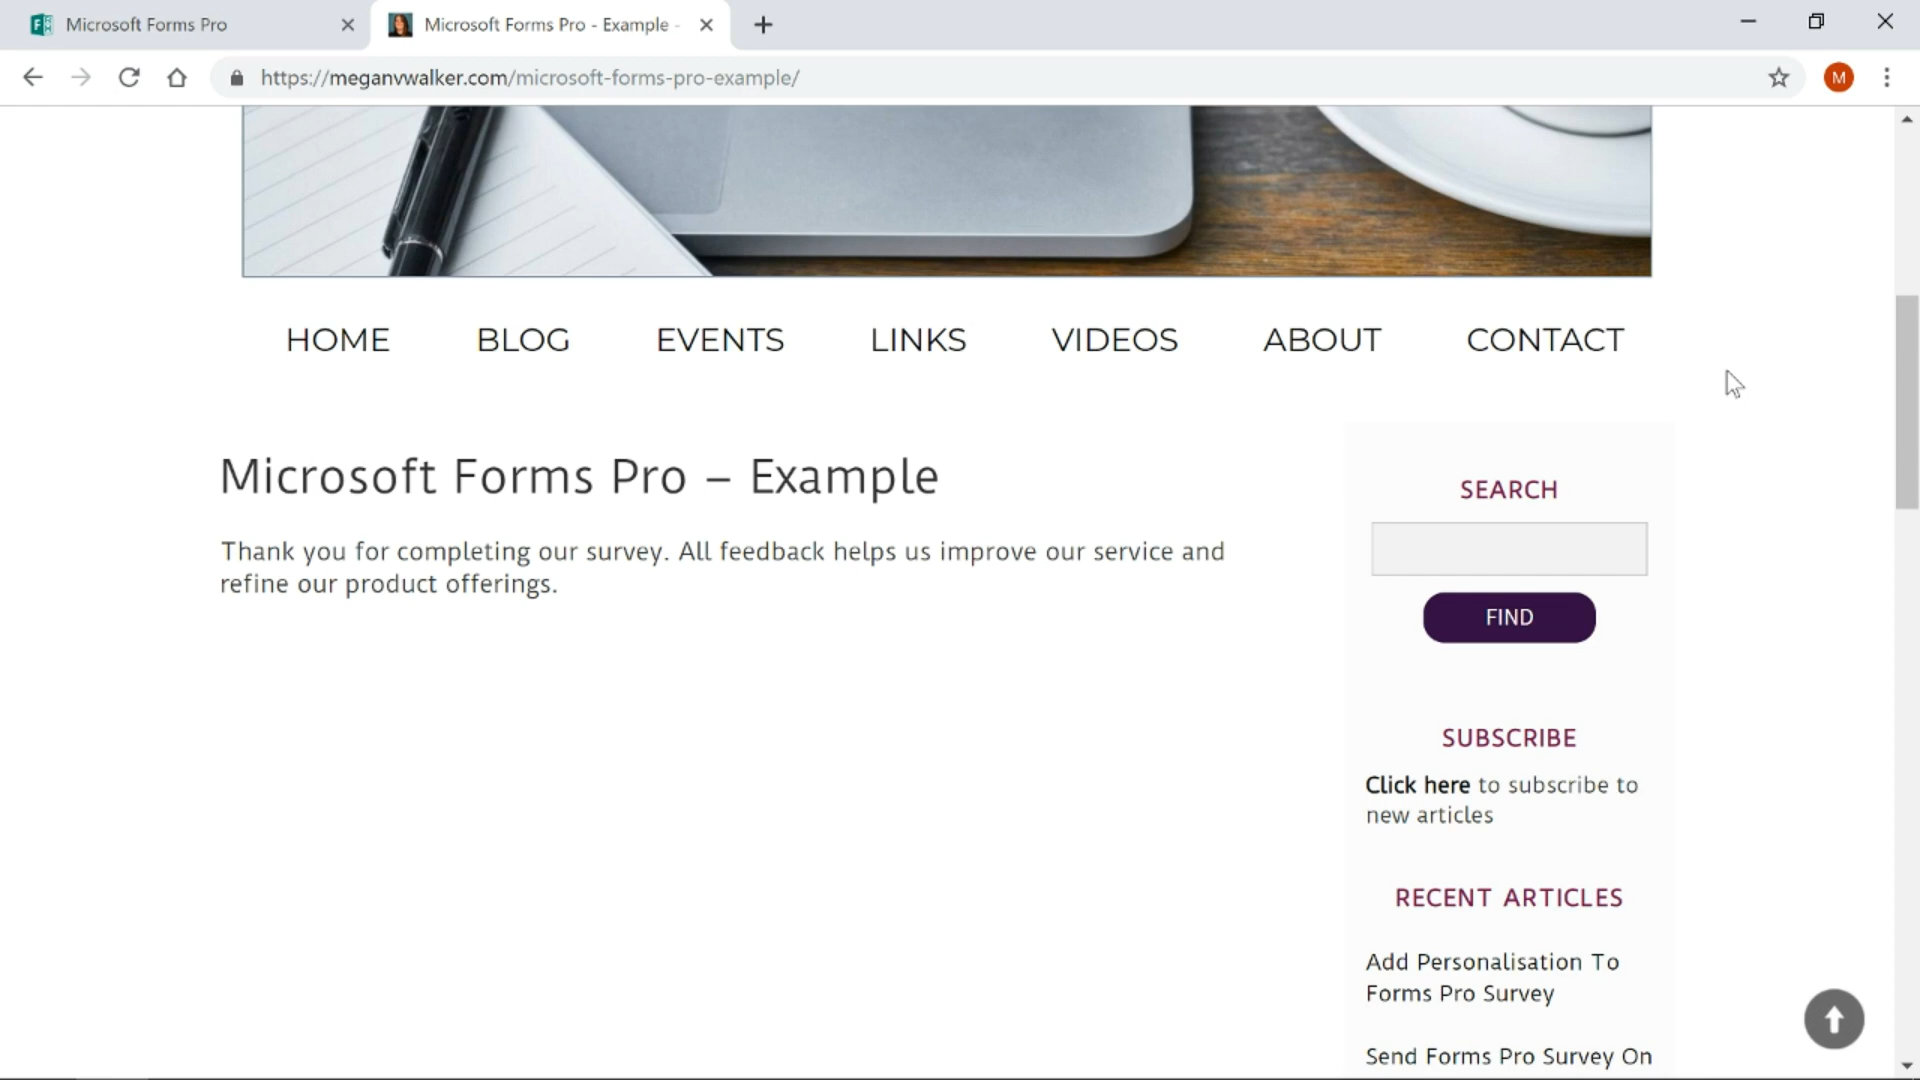 Microsoft Forms Pro
Microsoft Forms Pro - Example -
https://meganvwalker.com/microsoft-forms-pro-example/
M
HOME BLOG EVENTS LINKS VIDEOS ABOUT CONTACT
Microsoft Forms Pro – Example
Thank you for completing our survey. All feedback helps us improve our service and
refine our product offerings.
SEARCH
FIND
SUBSCRIBE
Click here to subscribe to
new articles
RECENT ARTICLES
Add Personalisation To
Forms Pro Survey
Send Forms Pro Survey On